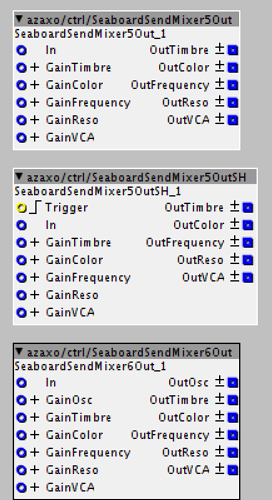 azaxo/ctrl/SeaboardSendMixer5Out
SeaboardSendMixer5Out_1
In OutTimbre ±
+ GainTimbre OutColor ±
+ GainColor OutFrequency ±
+ GainFrequency OutReso ±
+ GainReso OutVCA ±
+ GainVCA
azaxo/ctrl/SeaboardSendMixer5OutSH
SeaboardSendMixer5OutSH_1
Trigger OutTimbre ±
In OutColor ±
+ GainTimbre OutFrequency ±
+ GainColor OutReso ±
+ GainFrequency OutVCA ±
+ GainReso
+ GainVCA
azaxo/ctrl/SeaboardSendMixer6Out
SeaboardSendMixer6Out_1
In OutOsc ±
+ GainOsc OutTimbre ±
+ GainTimbre OutColor ±
+ GainColor OutFrequency ±
+ GainFrequency OutReso ±
+ GainReso OutVCA ±
+ GainVCA